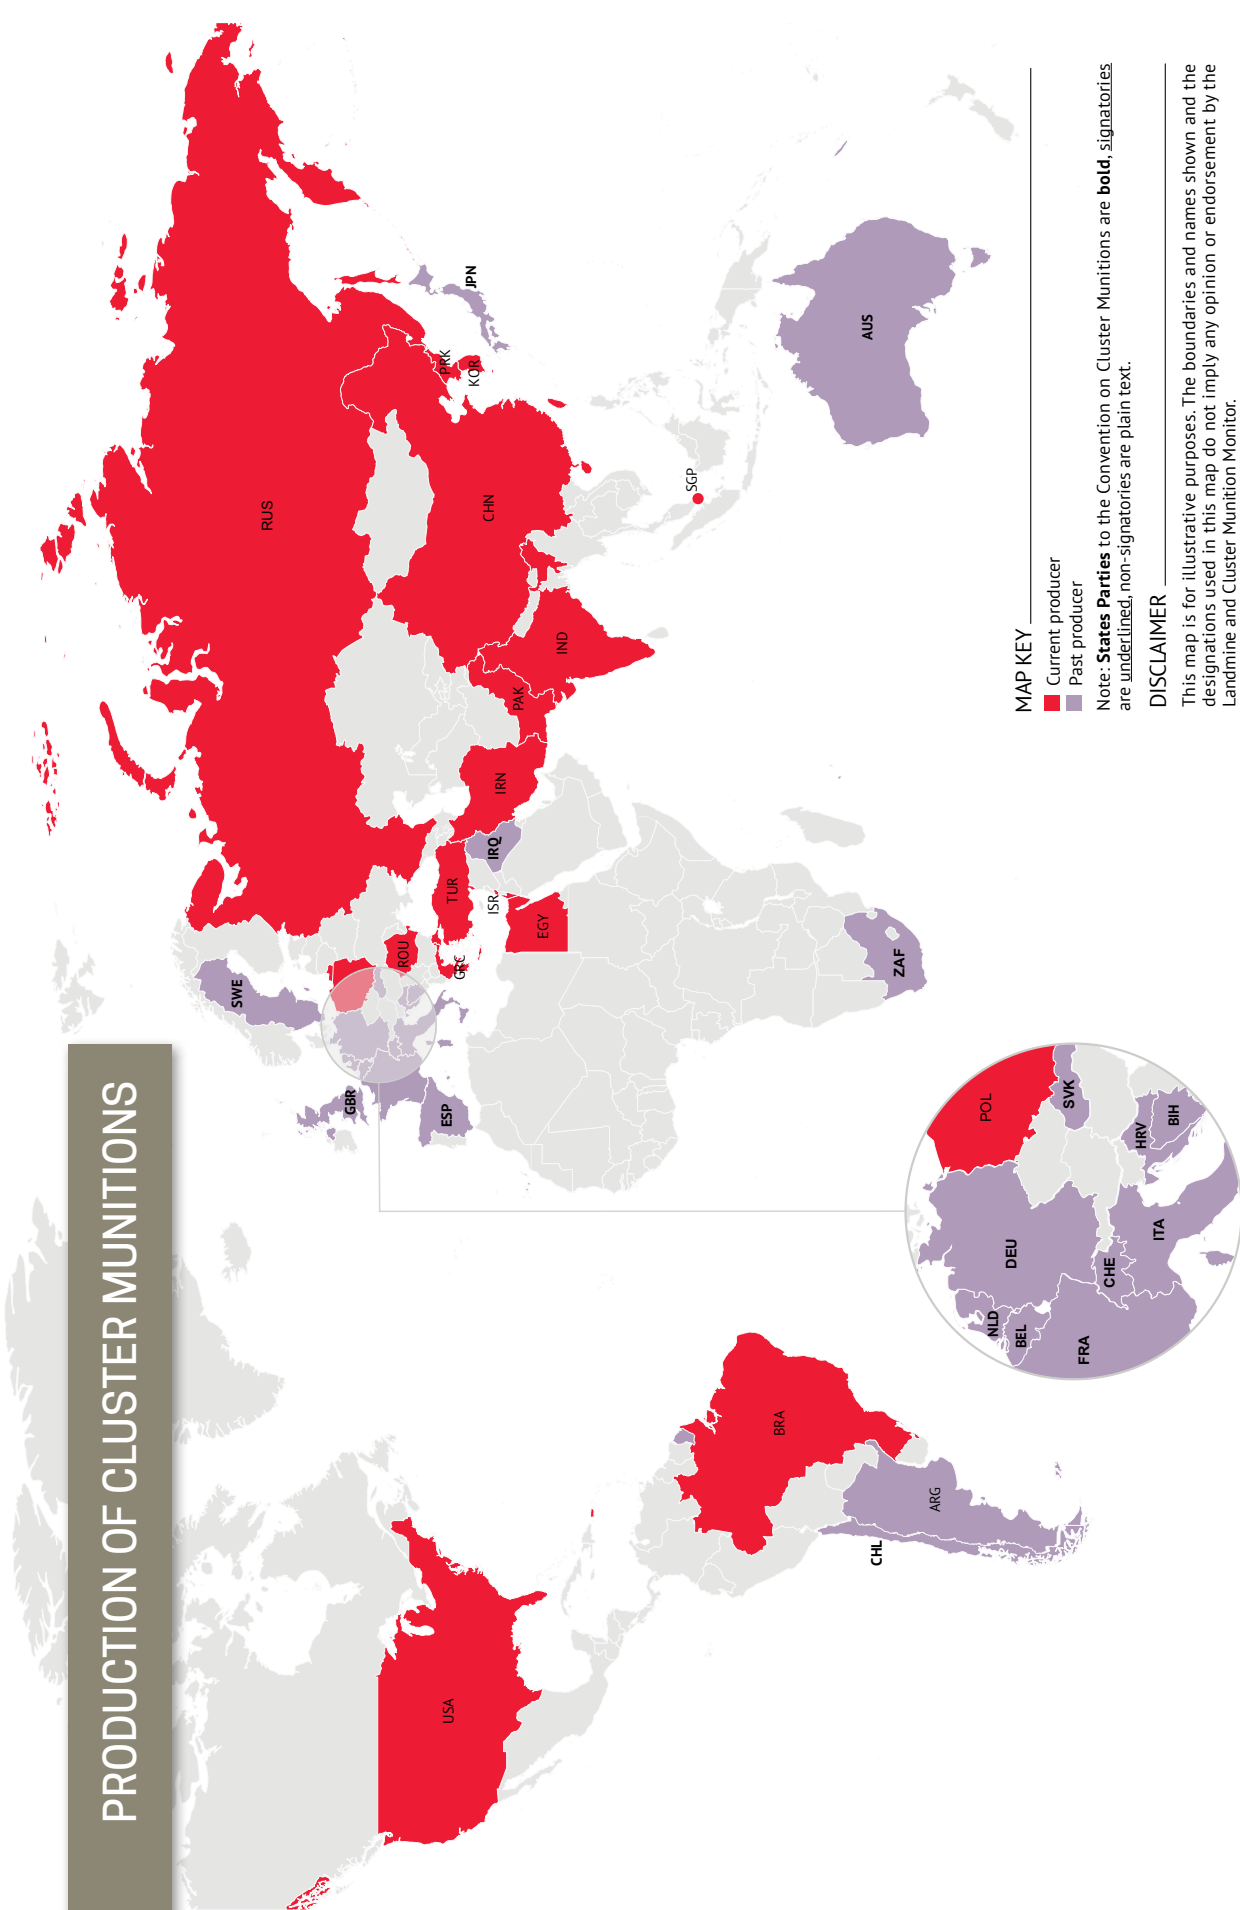 PRODUCTION OF CLUSTER MUNITIONS
RUS
JPN
PRK
KOR
CHN
SGP
AUS
IND
PAK
IRN
IRQ
TUR
ISR
EGY
ROU
GRC
SWE
GBR
ESP
ZAF
USA
BRA
ARG
CHL
POL
SVK
HRV
BIH
DEU
ITA
CHE
NLD
BEL
FRA
MAP KEY
Current producer
Past producer
Note: States Parties to the Convention on Cluster Munitions are bold, signatories
are underlined, non-signatories are plain text.
DISCLAIMER
This map is for illustrative purposes. The boundaries and names shown and the
designations used in this map do not imply any opinion or endorsement by the
Landmine and Cluster Munition Monitor.